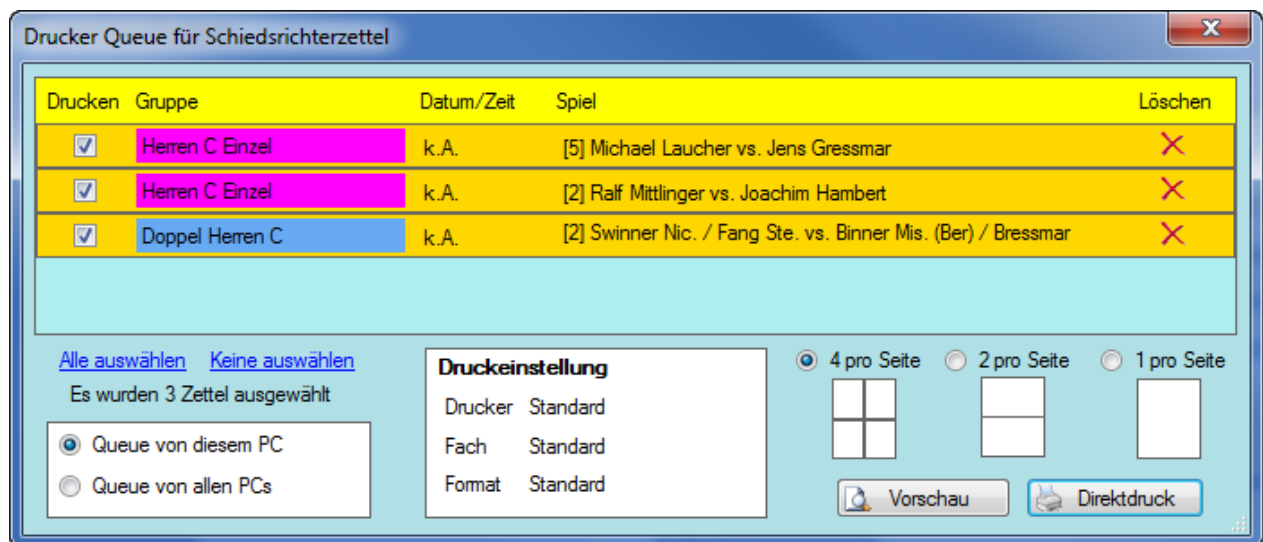 Drucker Queue für Schiedsrichterzettel
Drucken Gruppe Datum/Zeit Spiel Löschen
Herren C Einzel k.A. [5] Michael Laucher vs. Jens Gressmar
Herren C Einzel k.A. [2] Ralf Mittlinger vs. Joachim Hambert
Doppel Herren C k.A. [2] Swinner Nic. / Fang Ste. vs. Binner Mis. (Ber) / Bressmar
Alle auswählen Keine auswählen
Es wurden 3 Zettel ausgewählt
Queue von diesem PC
Queue von allen PCs
Druckeinstellung
Drucker Standard
Fach Standard
Format Standard
4 pro Seite 2 pro Seite 1 pro Seite
Vorschau Direktdruck